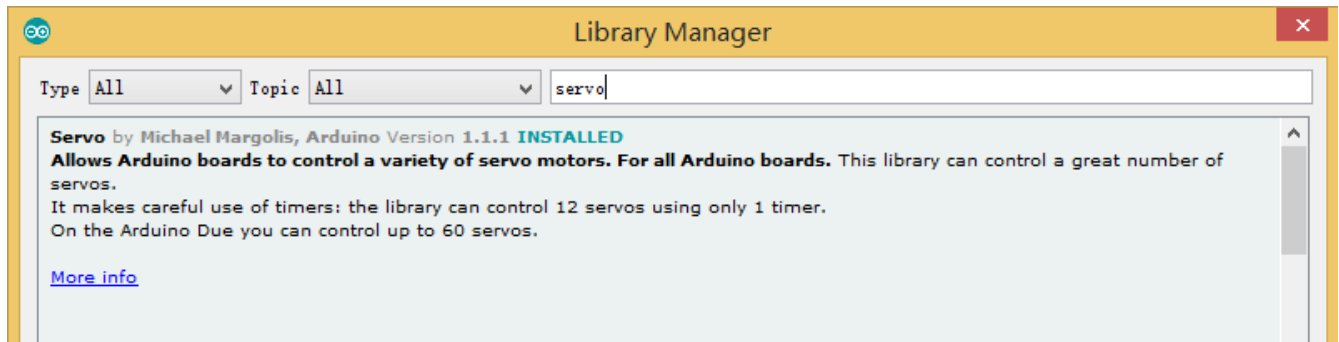 Library Manager
Type All Topic All servo
Servo by Michael Margolis, Arduino Version 1.1.1 INSTALLED
Allows Arduino boards to control a variety of servo motors. For all Arduino boards. This library can control a great number of
servos.
It makes careful use of timers: the library can control 12 servos using only 1 timer.
On the Arduino Due you can control up to 60 servos.
More info